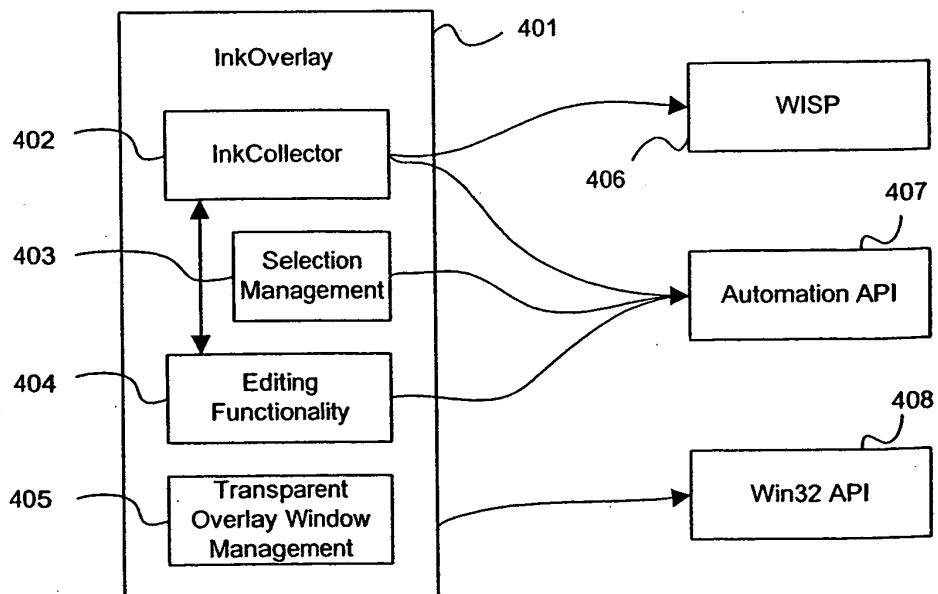 401
InkOverlay
WISP
402
InkCollector
406
407
403
Selection
Management
Automation API
404
Editing
Functionality
408
405
Transparent
Overlay Window
Management
Win32 API